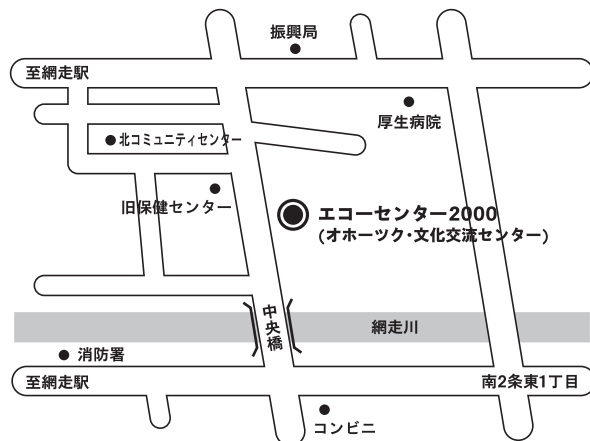 振興局
至網走駅
厚生病院
北コミュニティセンター
旧保健センター
エコーセンター2000
(オホーツク・文化交流センター)
中央橋
網走川
消防署
至網走駅
南2条東1丁目
コンビニ